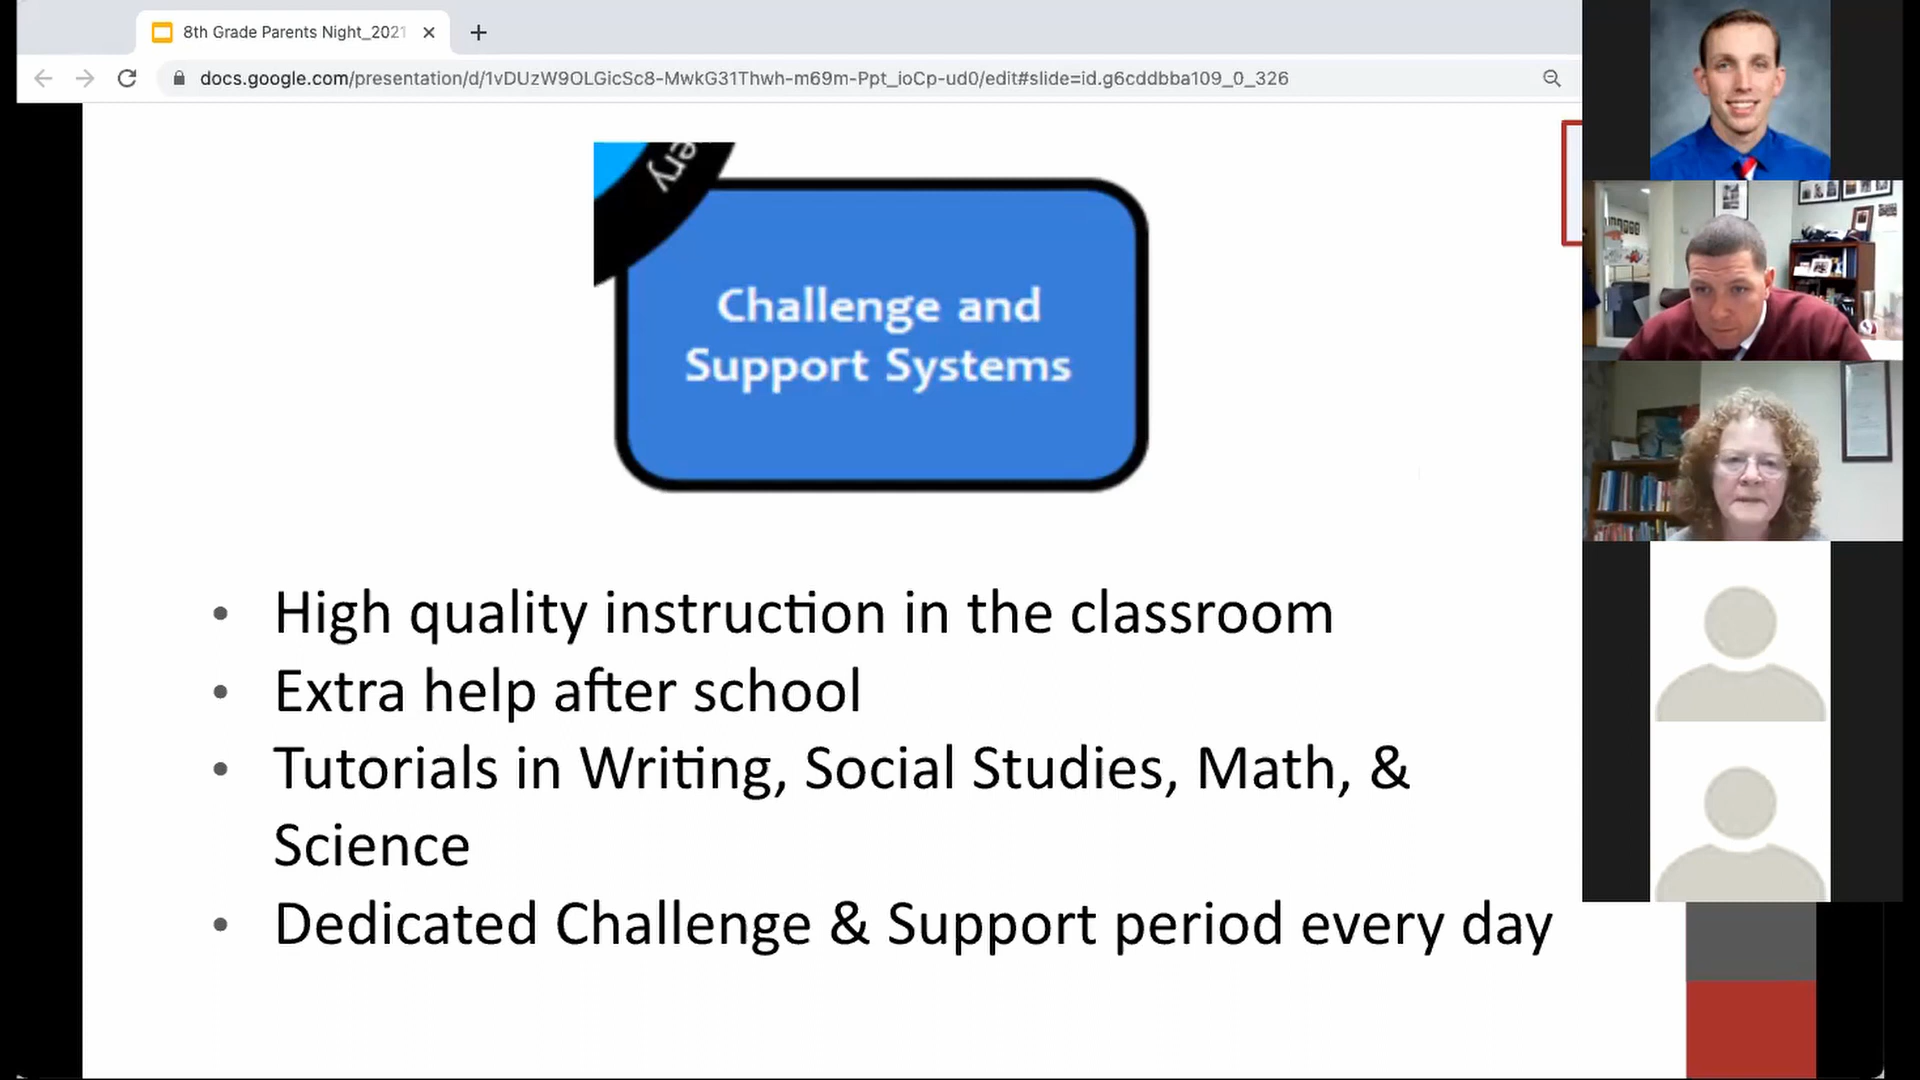 8th Grade Parents Night_2021
docs.google.com/presentation/d/1vDUzW9OLGicSc8-MwkG31Thwh-m69m-Ppt_ioCp-ud0/edit#slide=id.g6cddbba109_0_326
ery
Challenge and
Support Systems
• High quality instruction in the classroom
• Extra help after school
• Tutorials in Writing, Social Studies, Math, &
Science
• Dedicated Challenge & Support period every day